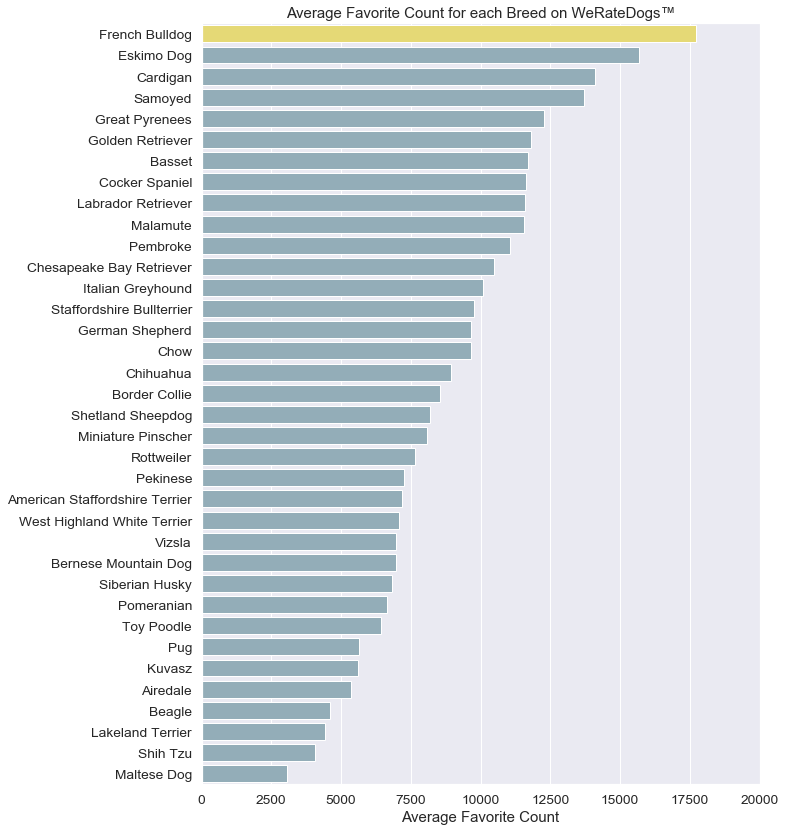 Average Favorite Count for each Breed on WeRateDogs™
French Bulldog
Eskimo Dog
Cardigan
Samoyed
Great Pyrenees
Golden Retriever
Basset
Cocker Spaniel
Labrador Retriever
Malamute
Pembroke
Chesapeake Bay Retriever
Italian Greyhound
Staffordshire Bullterrier
German Shepherd
Chow
Chihuahua
Border Collie
Shetland Sheepdog
Miniature Pinscher
Rottweiler
Pekinese
American Staffordshire Terrier
West Highland White Terrier
Vizsla
Bernese Mountain Dog
Siberian Husky
Pomeranian
Toy Poodle
Pug
Kuvasz
Airedale
Beagle
Lakeland Terrier
Shih Tzu
Maltese Dog
0 2500 5000 7500 10000 12500 15000 17500 20000
Average Favorite Count